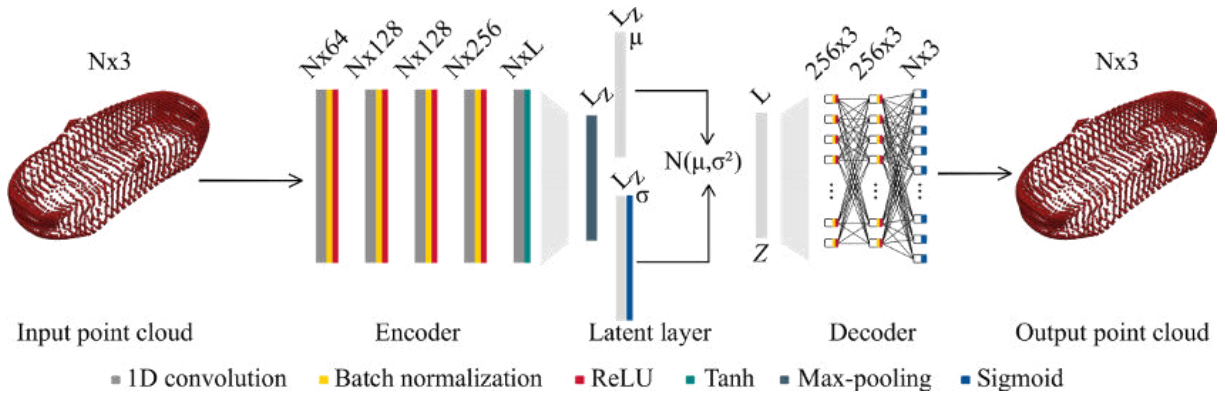 Nx3
Nx64
Nx128
Nx128
Nx256
NxL
Lz
Lz
μ
Lz
σ
N(μ,σ²)
L
Z
256x3
256x3
Nx3
Nx3
Input point cloud
Encoder
Latent layer
Decoder
Output point cloud
1D convolution
Batch normalization
ReLU
Tanh
Max-pooling
Sigmoid